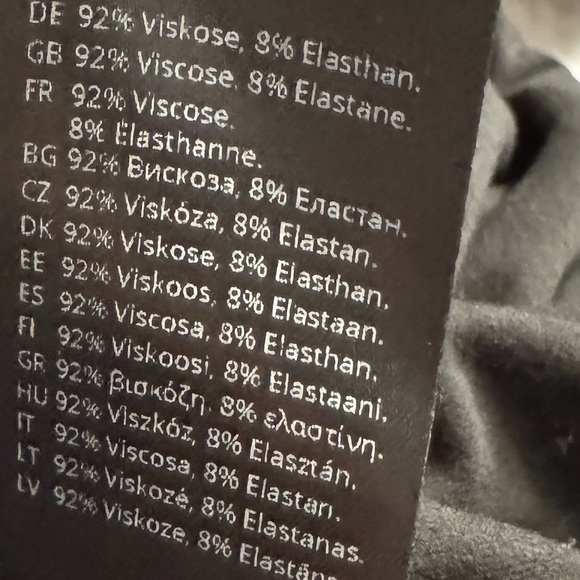 DE 92% Viskose, 8% Elasthan.
GB 92% Viscose, 8% Elastane.
FR 92% Viscose.
8% Elasthanne.
BG 92% Вискоза, 8% Еластан.
CZ 92% Viskóza, 8% Elastan.
DK 92% Viskose, 8% Elasthan.
EE 92% Viskoos, 8% Elastaan.
ES 92% Viscosa, 8% Elasthan.
FI 92% Viskoosi, 8% Elastaani.
GR 92% βισκόζη. 8% ελαστίνη.
HU 92% Viszkóz, 8% Elasztán.
IT 92% Viscosa, 8% Elastan.
LT 92% Viskozė, 8% Elastanas.
LV 92% Viskoze, 8%